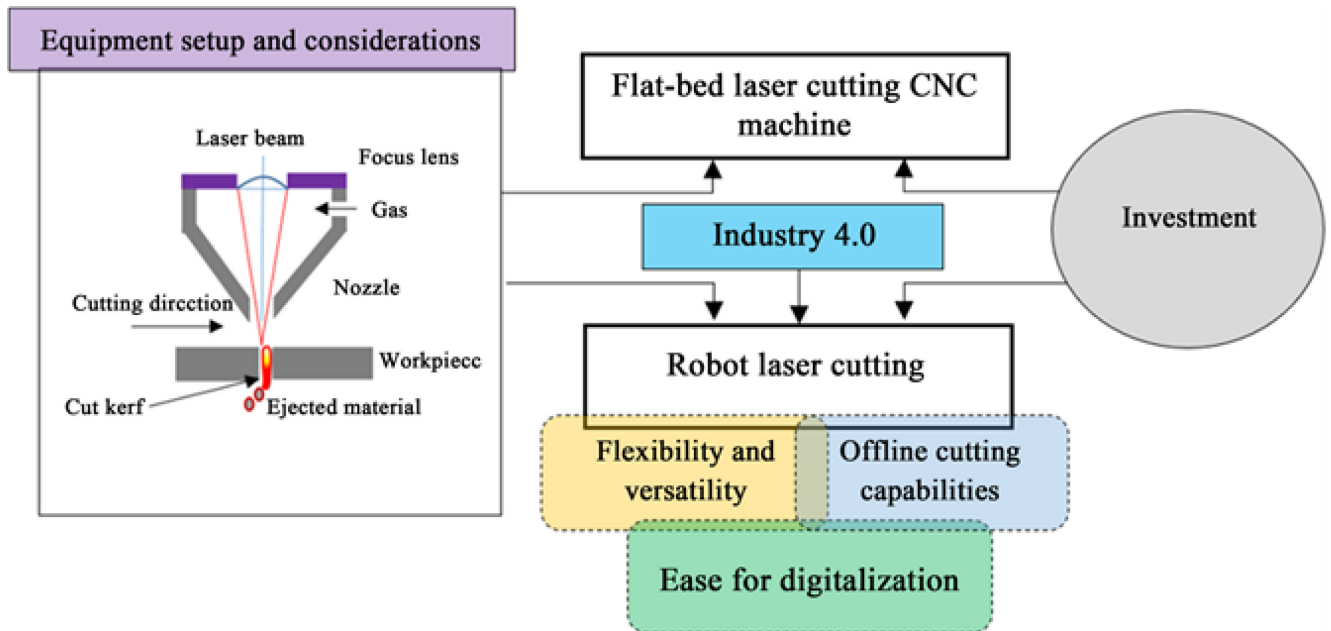 Equipment setup and considerations
Laser beam
Focus lens
Gas
Nozzle
Cutting dircction
Workpiecc
Cut kerf
Ejected material
Flat-bed laser cutting CNC
machine
Industry 4.0
Investment
Robot laser cutting
Flexibility and
versatility
Offline cutting
capabilities
Ease for digitalization